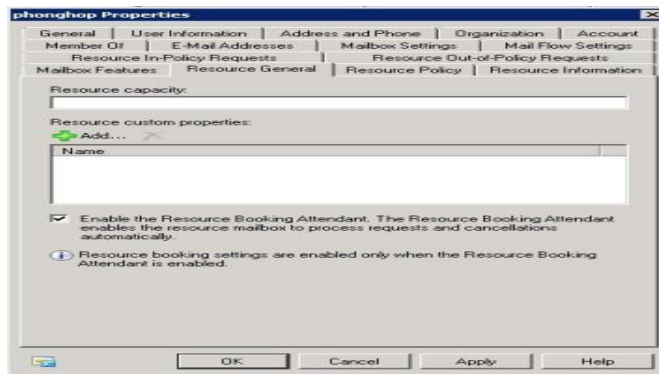 phonghop Properties
General User Information Address and Phone Organization Account
Member Of E-Mail Addresses Mailbox Settings Mail Flow Settings
Resource In-Policy Requests Resource Out-of-Policy Requests
Mailbox Features Resource General Resource Policy Resource Information
Resource capacity:
Resource custom properties:
Add...
Name
Enable the Resource Booking Attendant. The Resource Booking Attendant
enables the resource mailbox to process requests and cancellations
automatically.
Resource booking settings are enabled only when the Resource Booking
Attendant is enabled.
OK Cancel Apply Help